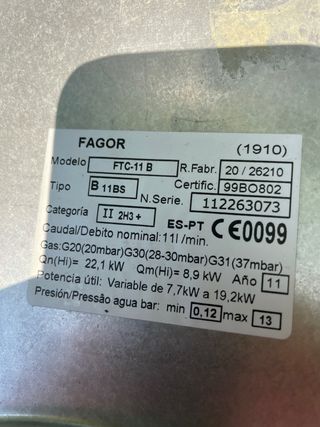 FAGOR (1910)
Modelo FTC-11 B R.Fabr. 20 / 26210
Tipo B 11BS Certific. 99BO802
N.Serie. 112263073
Categoría II 2H3+ ES-PT CE0099
Caudal/Debito nominal: 11l /min.
Gas:G20(20mbar)G30(28-30mbar)G31(37mbar)
Qn(Hi)= 22,1 kW Qm(Hi)= 8,9 kW Año 11
Potencia útil: Variable de 7,7kW a 19,2kW
Presión/Pressão agua bar: min 0,12 max 13